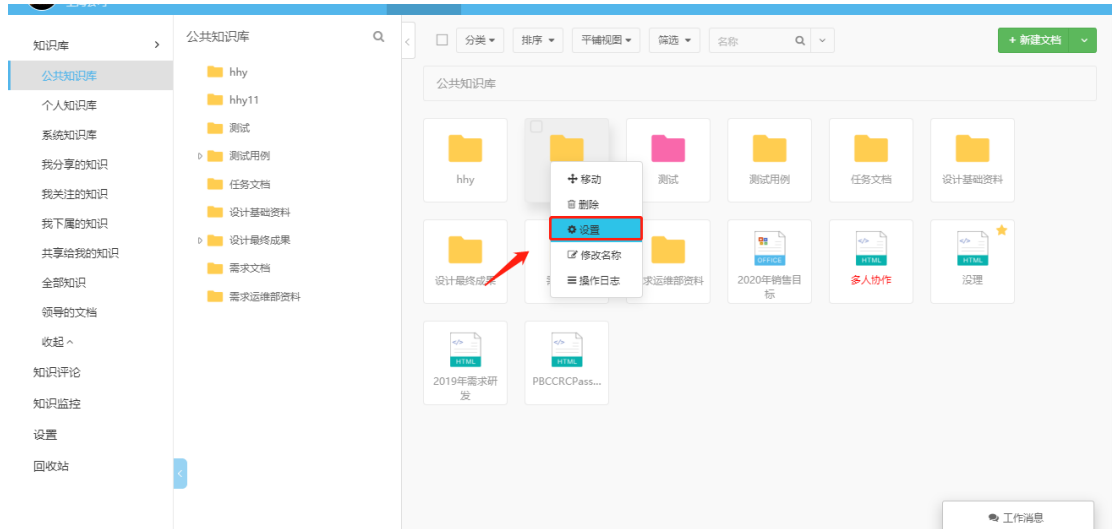 知识库
公共知识库
个人知识库
系统知识库
我分享的知识
我关注的知识
我下属的知识
共享给我的知识
全部知识
领导的文档
收起
知识评论
知识监控
设置
回收站
公共知识库
hhy
hhy11
测试
测试用例
任务文档
设计基础资料
设计最终成果
需求文档
需求运维部资料
分类 排序 平铺视图 筛选 名称 + 新建文档
公共知识库
hhy 测试 测试用例 任务文档 设计基础资料
移动
删除
设置
修改名称
操作日志
OFFICE </> HTML </> HTML
设计最终成果 求运维部资料 2020年销售目标 多人协作 没理
</> HTML </> HTML
2019年需求研发 PBCCRCPass...
工作消息